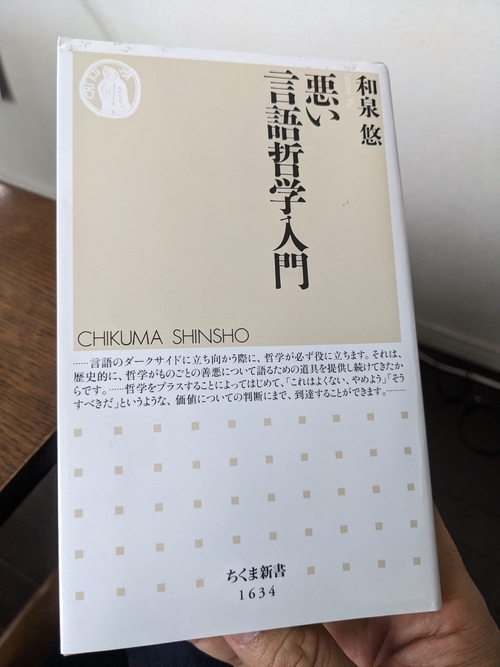 和泉 悠
悪い
言語哲学入門
CHIKUMA SHINSHO
……言語のダークサイドに立ち向かう際に、哲学が必ず役に立ちます。それは、
歴史的に、哲学がものごとの善悪について語るための道具を提供し続けてきたか
らです。……哲学をプラスすることによってはじめて、「これはよくない、やめよう」「そう
すべきだ」というような、価値についての判断にまで、到達することができます。……
ちくま新書
1634